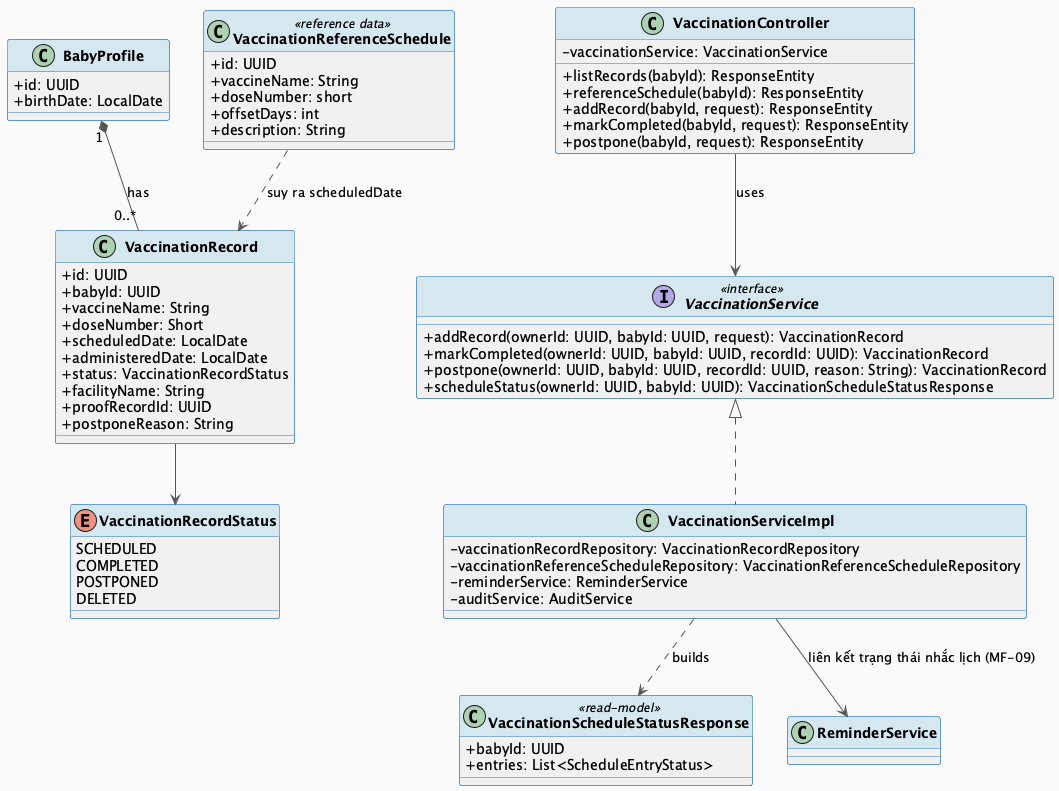 C BabyProfile
+id: UUID
+birthDate: LocalDate
C «reference data»
VaccinationReferenceSchedule
+id: UUID
+vaccineName: String
+doseNumber: short
+offsetDays: int
+description: String
C VaccinationController
−vaccinationService: VaccinationService
+listRecords(babyId): ResponseEntity
+referenceSchedule(babyId): ResponseEntity
+addRecord(babyId, request): ResponseEntity
+markCompleted(babyId, request): ResponseEntity
+postpone(babyId, request): ResponseEntity
1
has
0..*
suy ra scheduledDate
uses
C VaccinationRecord
+id: UUID
+babyId: UUID
+vaccineName: String
+doseNumber: Short
+scheduledDate: LocalDate
+administeredDate: LocalDate
+status: VaccinationRecordStatus
+facilityName: String
+proofRecordId: UUID
+postponeReason: String
I «interface»
VaccinationService
+addRecord(ownerId: UUID, babyId: UUID, request): VaccinationRecord
+markCompleted(ownerId: UUID, babyId: UUID, recordId: UUID): VaccinationRecord
+postpone(ownerId: UUID, babyId: UUID, recordId: UUID, reason: String): VaccinationRecord
+scheduleStatus(ownerId: UUID, babyId: UUID): VaccinationScheduleStatusResponse
E VaccinationRecordStatus
SCHEDULED
COMPLETED
POSTPONED
DELETED
C VaccinationServiceImpl
−vaccinationRecordRepository: VaccinationRecordRepository
−vaccinationReferenceScheduleRepository: VaccinationReferenceScheduleRepository
−reminderService: ReminderService
−auditService: AuditService
builds
liên kết trạng thái nhắc lịch (MF-09)
C «read-model»
VaccinationScheduleStatusResponse
+babyId: UUID
+entries: List<ScheduleEntryStatus>
C ReminderService